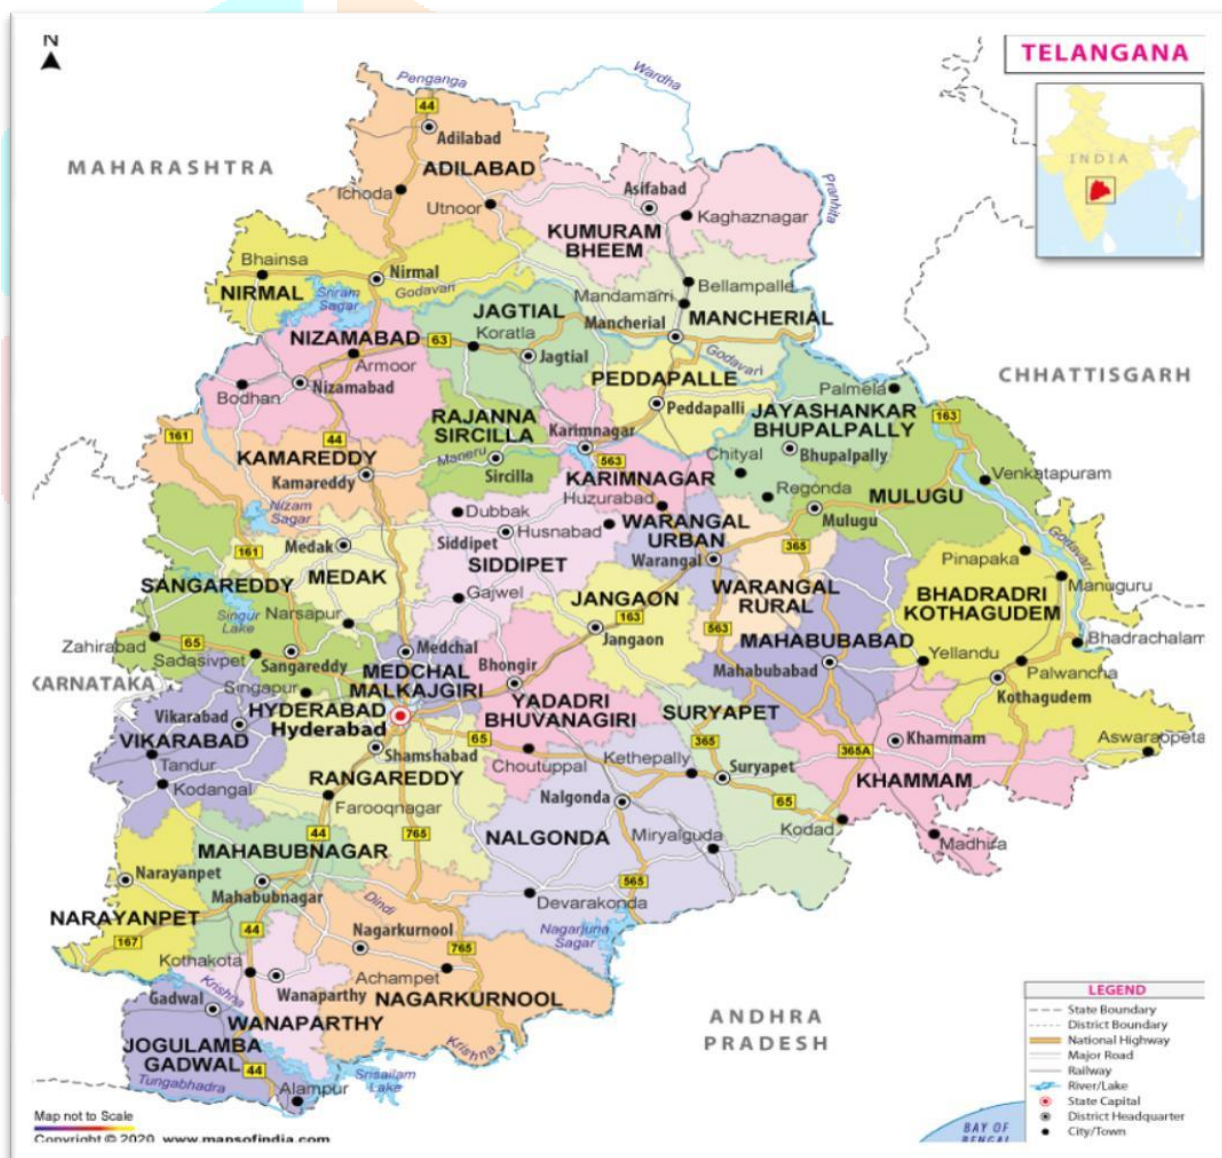 N
TELANGANA
INDIA
Penganga
Wardha
44
Adilabad
MAHARASHTRA
ADILABAD
Ichoda
Utnoor
Asifabad
Kaghaznagar
Pranhita
KUMURAM
BHEEM
Bhainsa
Nirmal
NIRMAL
Sriram
Sagar
Godavari
Bellampalle
Mandamarri
JAGTIAL
Mancherial
MANCHERIAL
NIZAMABAD
63
Koratla
Armoor
Jagtial
Godavari
Bodhan
Nizamabad
PEDDAPALLE
Peddapalli
Palmela
CHHATTISGARH
RAJANNA
SIRCILLA
JAYASHANKAR
BHUPALPALLY
163
161
44
Karimnagar
KAMAREDDY
Maneru
563
Chityal
Bhupalpally
Kamareddy
Sircilla
KARIMNAGAR
Venkatapuram
Huzurabad
Regonda
MULUGU
Nizam
Sagar
Dubbak
Husnabad
WARANGAL
URBAN
Mulugu
161
Medak
Siddipet
Warangal
365
Godavari
Pinapaka
SANGAREDDY
MEDAK
SIDDIPET
WARANGAL
RURAL
BHADRADRI
KOTHAGUDEM
Manuguru
Singur
Lake
Narsapur
Gajwel
JANGAON
163
Zahirabad
65
Medchal
Jangaon
563
MAHABUBABAD
Bhadrachalam
Sadasivpet
Sangareddy
MEDCHAL
MALKAJGIRI
Bhongir
Mahabubabad
Yellandu
Palwancha
KARNATAKA
Singapur
YADADRI
BHUVANAGIRI
Kothagudem
Vikarabad
HYDERABAD
Hyderabad
SURYAPET
VIKARABAD
Shamshabad
65
365
365A
Khammam
Aswaraopeta
Tandur
Choutuppal
Kethepally
Suryapet
Kodangal
RANGAREDDY
KHAMMAM
Farooqnagar
Nalgonda
65
44
765
NALGONDA
Miryalguda
Kodad
Madhira
MAHABUBNAGAR
Narayanpet
Mahabubnagar
565
Dindi
Devarakonda
NARAYANPET
167
44
Nagarkurnool
765
Nagarjuna
Sagar
Kothakota
Achampet
Krishna
Wanaparthy
NAGARKURNOOL
Gadwal
WANAPARTHY
ANDHRA
PRADESH
JOGULAMBA
GADWAL
Krishna
Tungabhadra
44
Srisailam
Lake
Alampur
LEGEND
State Boundary
District Boundary
National Highway
Major Road
Railway
River/Lake
State Capital
District Headquarter
City/Town
BAY OF
BENGAL
Map not to Scale
Copyright © 2020 www.mapsofindia.com